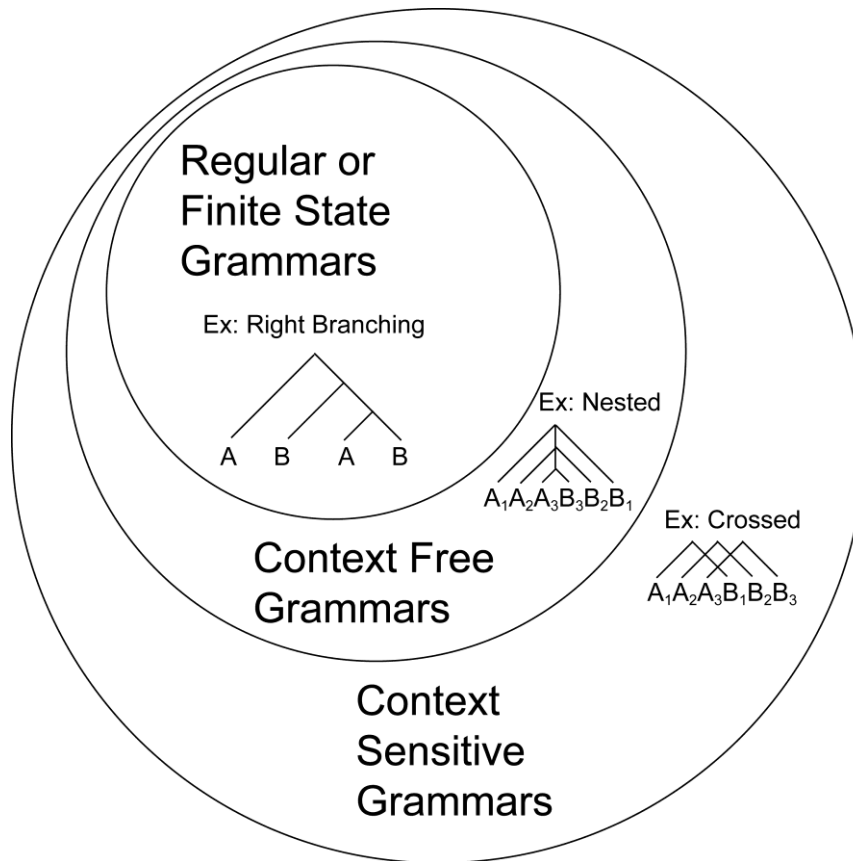 Regular or
Finite State
Grammars
Ex: Right Branching
A B A B
Ex: Nested
A₁A₂A₃B₃B₂B₁
Ex: Crossed
A₁A₂A₃B₁B₂B₃
Context Free
Grammars
Context
Sensitive
Grammars